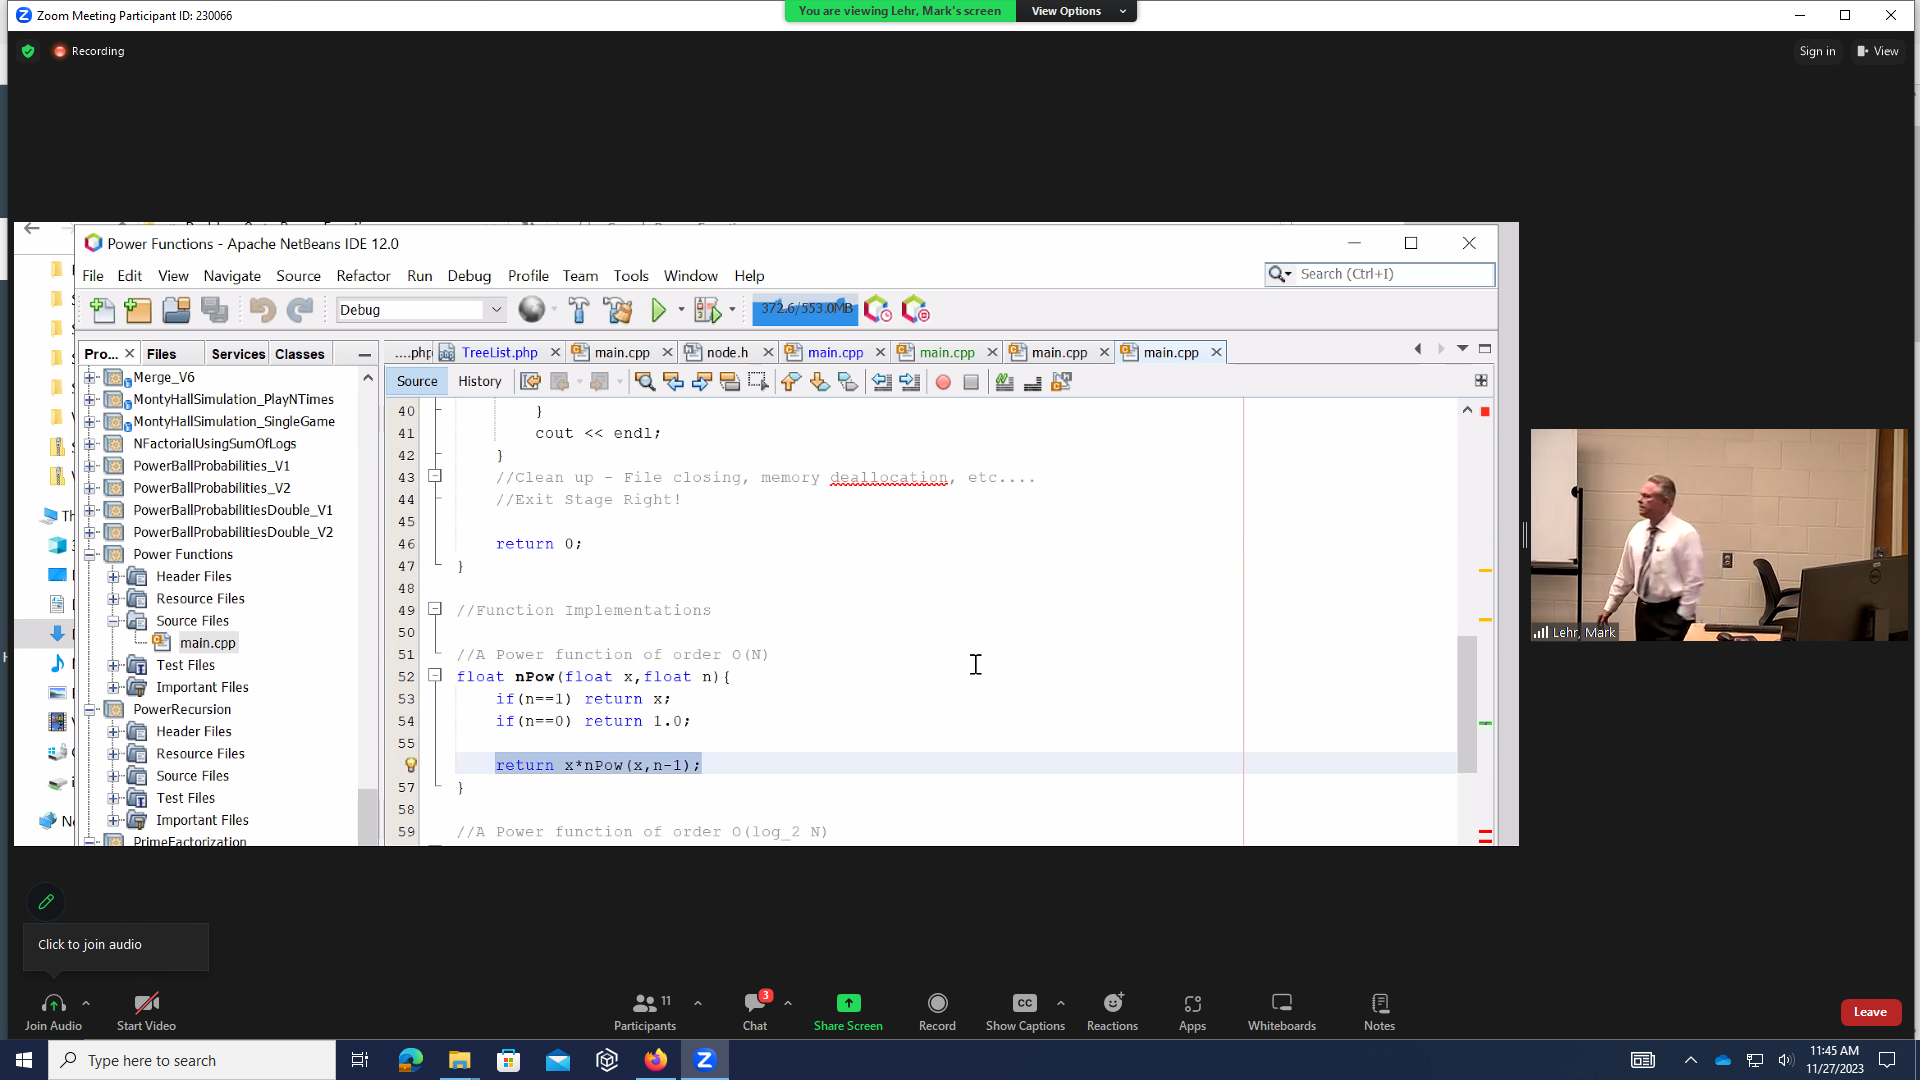 Zoom Meeting Participant ID: 230066
You are viewing Lehr, Mark's screen
View Options
Recording
Sign in
View
Power Functions - Apache NetBeans IDE 12.0
File Edit View Navigate Source Refactor Run Debug Profile Team Tools Window Help
Search (Ctrl+I)
Debug
372.6/553.0MB
Pro... Files Services Classes
....php TreeList.php main.cpp node.h main.cpp main.cpp main.cpp main.cpp
Source History
Merge_V6
MontyHallSimulation_PlayNTimes
MontyHallSimulation_SingleGame
NFactorialUsingSumOfLogs
PowerBallProbabilities_V1
PowerBallProbabilities_V2
PowerBallProbabilitiesDouble_V1
PowerBallProbabilitiesDouble_V2
Power Functions
Header Files
Resource Files
Source Files
main.cpp
Test Files
Important Files
PowerRecursion
Header Files
Resource Files
Source Files
Test Files
Important Files
PrimeFactorization
40 }
41 cout << endl;
42 }
43 //Clean up - File closing, memory deallocation, etc....
44 //Exit Stage Right!
45
46 return 0;
47 }
48
49 //Function Implementations
50
51 //A Power function of order O(N)
52 float nPow(float x,float n){
53 if(n==1) return x;
54 if(n==0) return 1.0;
55
return x*nPow(x,n-1);
57 }
58
59 //A Power function of order O(log_2 N)
Lehr, Mark
Click to join audio
Join Audio
Start Video
Participants 11
Chat 3
Share Screen
Record
CC
Show Captions
Reactions
Apps
Whiteboards
Notes
Leave
Type here to search
11:45 AM
11/27/2023